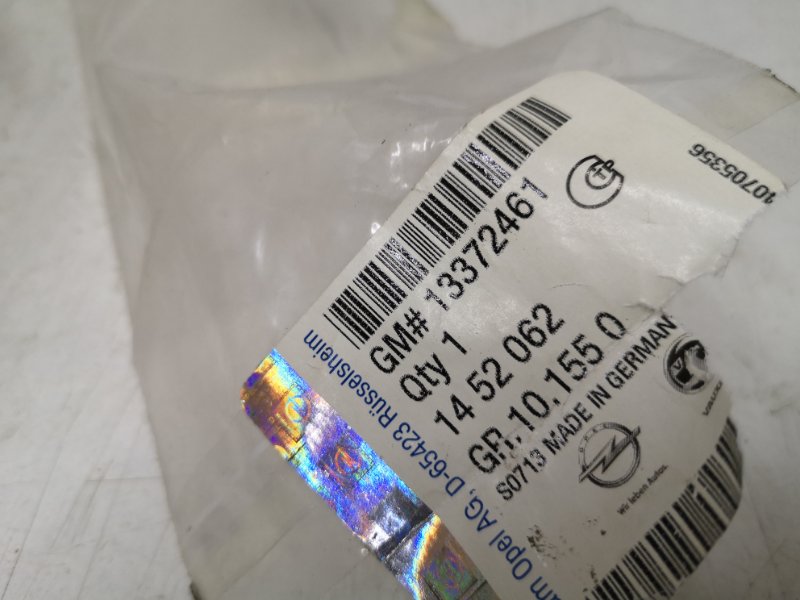 10705356
GM# 13372461
Qty 1
14 52 062
GR.10.155 0
S0713 MADE IN GERMANY
OPEL
Wir leben Autos.
Opel AG, D-65423 Rüsselsheim